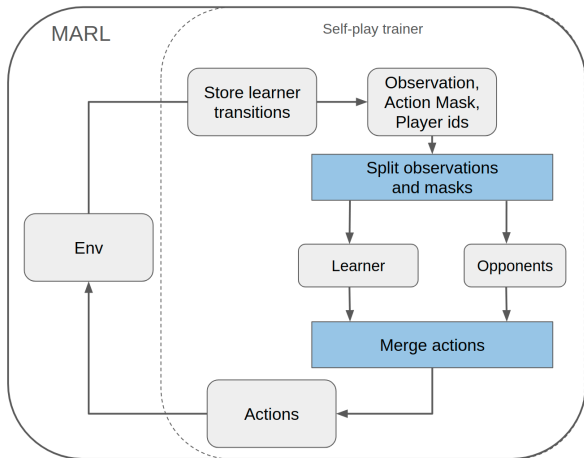 MARL
Self-play trainer
Store learner
transitions
Observation,
Action Mask,
Player ids
Split observations
and masks
Env
Learner
Opponents
Merge actions
Actions